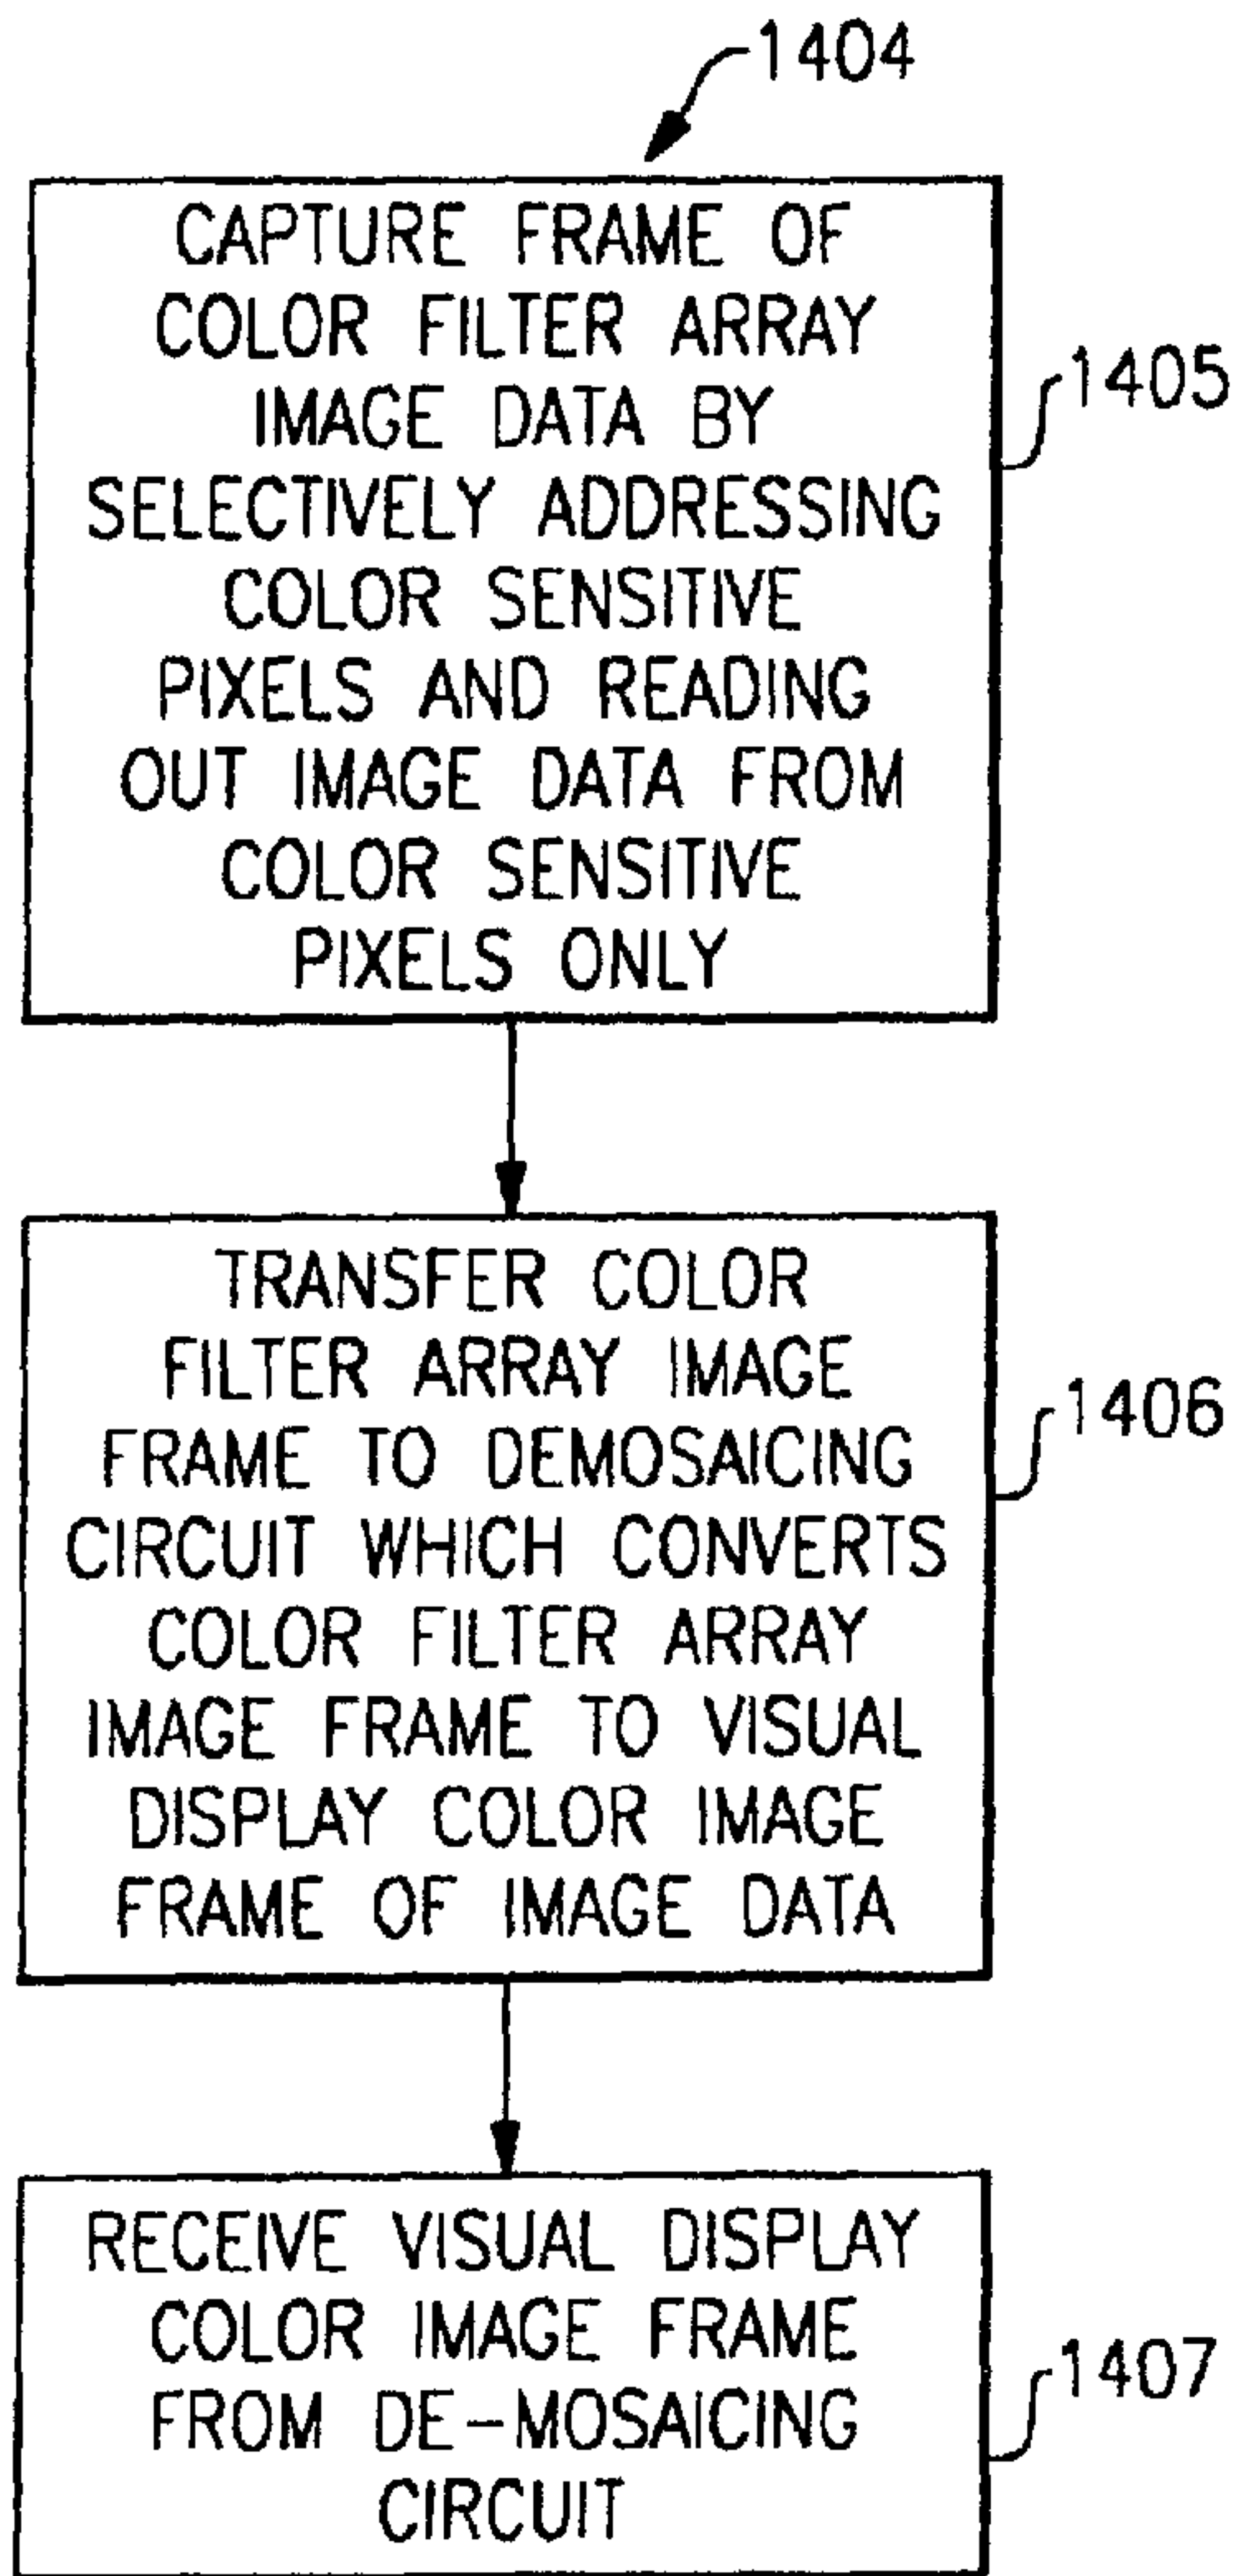 1404
CAPTURE FRAME OF
COLOR FILTER ARRAY
IMAGE DATA BY
SELECTIVELY ADDRESSING
COLOR SENSITIVE
PIXELS AND READING
OUT IMAGE DATA FROM
COLOR SENSITIVE
PIXELS ONLY
1405
TRANSFER COLOR
FILTER ARRAY IMAGE
FRAME TO DEMOSAICING
CIRCUIT WHICH CONVERTS
COLOR FILTER ARRAY
IMAGE FRAME TO VISUAL
DISPLAY COLOR IMAGE
FRAME OF IMAGE DATA
1406
RECEIVE VISUAL DISPLAY
COLOR IMAGE FRAME
FROM DE-MOSAICING
CIRCUIT
1407